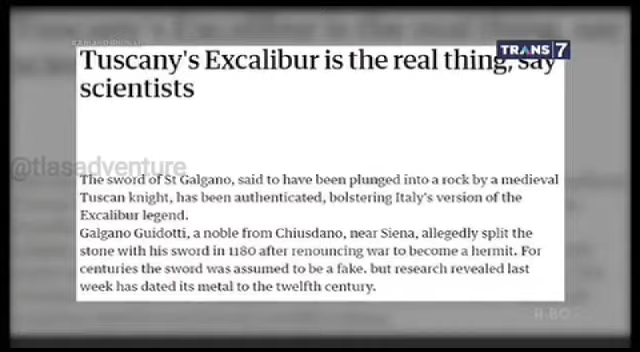 TRANS 7
Tuscany's Excalibur is the real thing, say
scientists
@tlasadventure
The sword of St Galgano, said to have been plunged into a rock by a medieval
Tuscan knight, has been authenticated, bolstering Italy's version of the
Excalibur legend.
Galgano Guidotti, a noble from Chiusdano, near Siena, allegedly split the
stone with his sword in 1180 after renouncing war to become a hermit. For
centuries the sword was assumed to be a fake. but research revealed last
week has dated its metal to the twelfth century.